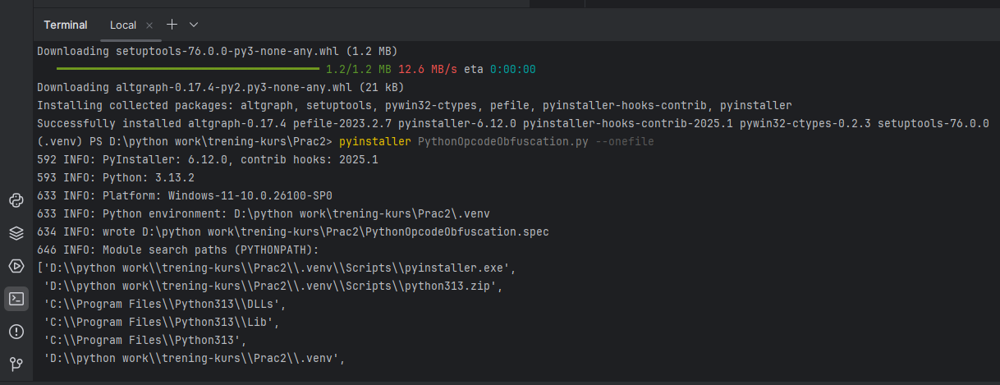 Terminal Local
Downloading setuptools-76.0.0-py3-none-any.whl (1.2 MB)
1.2/1.2 MB 12.6 MB/s eta 0:00:00
Downloading altgraph-0.17.4-py2.py3-none-any.whl (21 kB)
Installing collected packages: altgraph, setuptools, pywin32-ctypes, pefile, pyinstaller-hooks-contrib, pyinstaller
Successfully installed altgraph-0.17.4 pefile-2023.2.7 pyinstaller-6.12.0 pyinstaller-hooks-contrib-2025.1 pywin32-ctypes-0.2.3 setuptools-76.0.0
(.venv) PS D:\python work\trening-kurs\Prac2> pyinstaller PythonOpcodeObfuscation.py --onefile
592 INFO: PyInstaller: 6.12.0, contrib hooks: 2025.1
593 INFO: Python: 3.13.2
633 INFO: Platform: Windows-11-10.0.26100-SP0
633 INFO: Python environment: D:\python work\trening-kurs\Prac2\.venv
634 INFO: wrote D:\python work\trening-kurs\Prac2\PythonOpcodeObfuscation.spec
646 INFO: Module search paths (PYTHONPATH):
['D:\\python work\\trening-kurs\\Prac2\\.venv\\Scripts\\pyinstaller.exe',
'D:\\python work\\trening-kurs\\Prac2\\.venv\\Scripts\\python313.zip',
'C:\\Program Files\\Python313\\DLLs',
'C:\\Program Files\\Python313\\Lib',
'C:\\Program Files\\Python313',
'D:\\python work\\trening-kurs\\Prac2\\.venv',